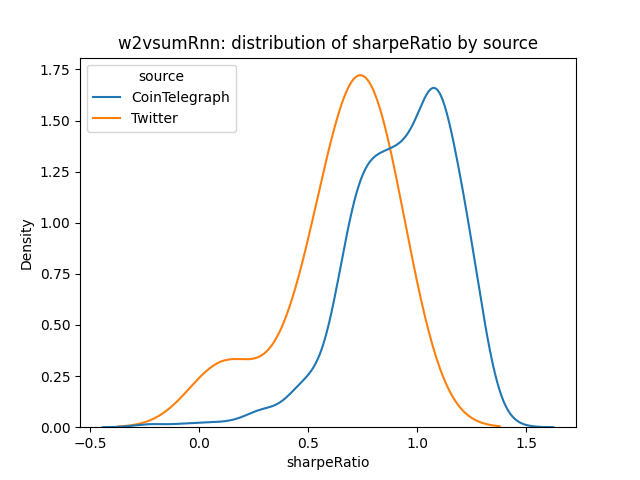 w2vsumRnn: distribution of sharpeRatio by source
source
CoinTelegraph
Twitter
Density
1.75
1.50
1.25
1.00
0.75
0.50
0.25
0.00
−0.5 0.0 0.5 1.0 1.5
sharpeRatio